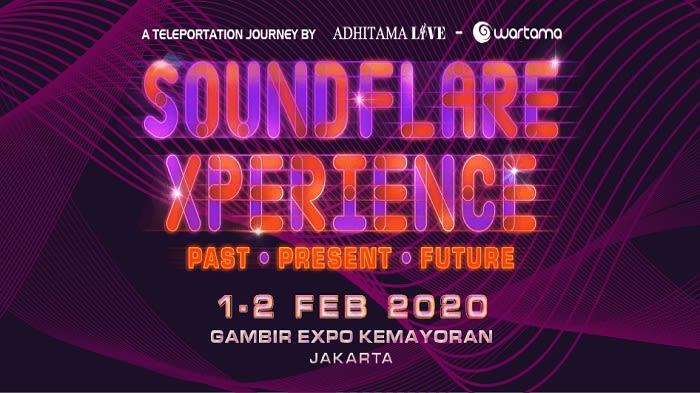 A TELEPORTATION JOURNEY BY ADHITAMA LIVE - wartama
SOUNDFLARE
XPERIENCE
PAST • PRESENT • FUTURE
1-2 FEB 2020
GAMBIR EXPO KEMAYORAN
JAKARTA